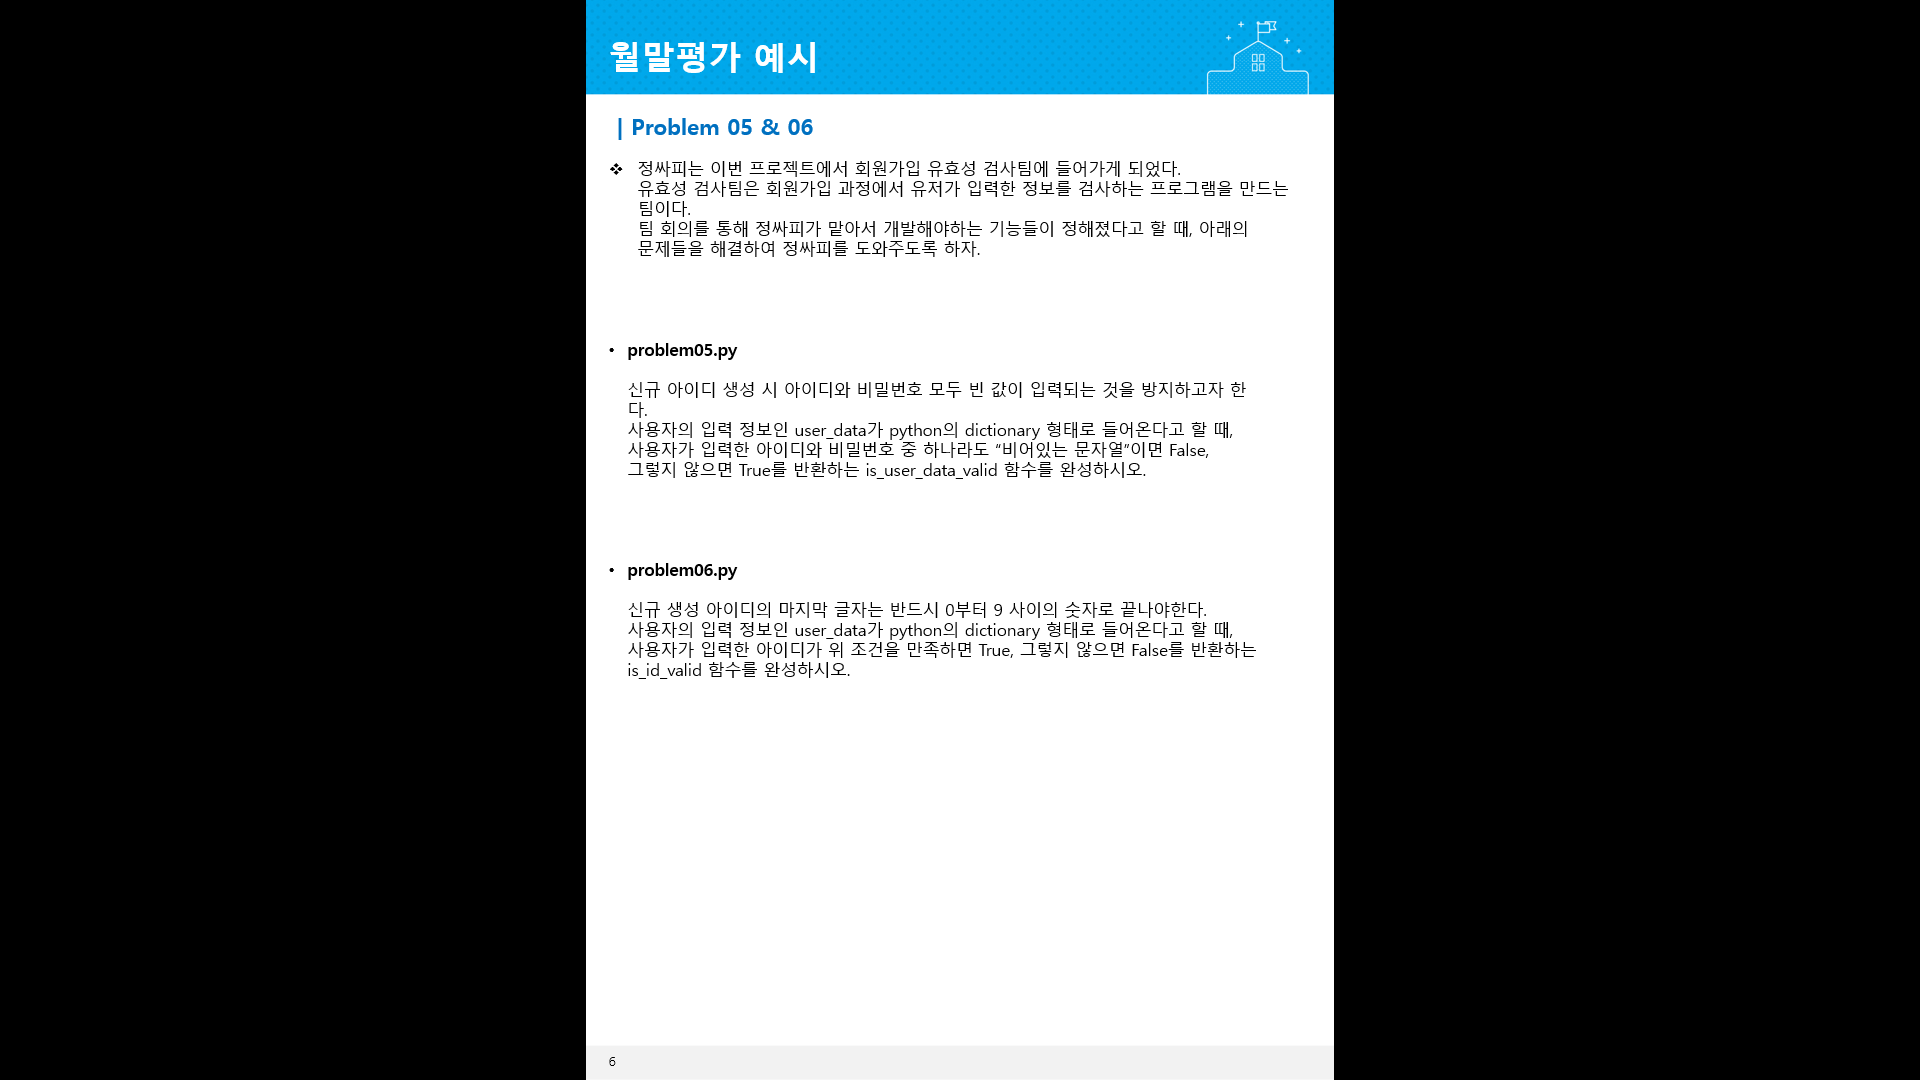 월말평가 예시
| Problem 05 & 06
❖ 정싸피는 이번 프로젝트에서 회원가입 유효성 검사팀에 들어가게 되었다.
유효성 검사팀은 회원가입 과정에서 유저가 입력한 정보를 검사하는 프로그램을 만드는
팀이다.
팀 회의를 통해 정싸피가 맡아서 개발해야하는 기능들이 정해졌다고 할 때, 아래의
문제들을 해결하여 정싸피를 도와주도록 하자.
• problem05.py
신규 아이디 생성 시 아이디와 비밀번호 모두 빈 값이 입력되는 것을 방지하고자 한
다.
사용자의 입력 정보인 user_data가 python의 dictionary 형태로 들어온다고 할 때,
사용자가 입력한 아이디와 비밀번호 중 하나라도 “비어있는 문자열”이면 False,
그렇지 않으면 True를 반환하는 is_user_data_valid 함수를 완성하시오.
• problem06.py
신규 생성 아이디의 마지막 글자는 반드시 0부터 9 사이의 숫자로 끝나야한다.
사용자의 입력 정보인 user_data가 python의 dictionary 형태로 들어온다고 할 때,
사용자가 입력한 아이디가 위 조건을 만족하면 True, 그렇지 않으면 False를 반환하는
is_id_valid 함수를 완성하시오.
6